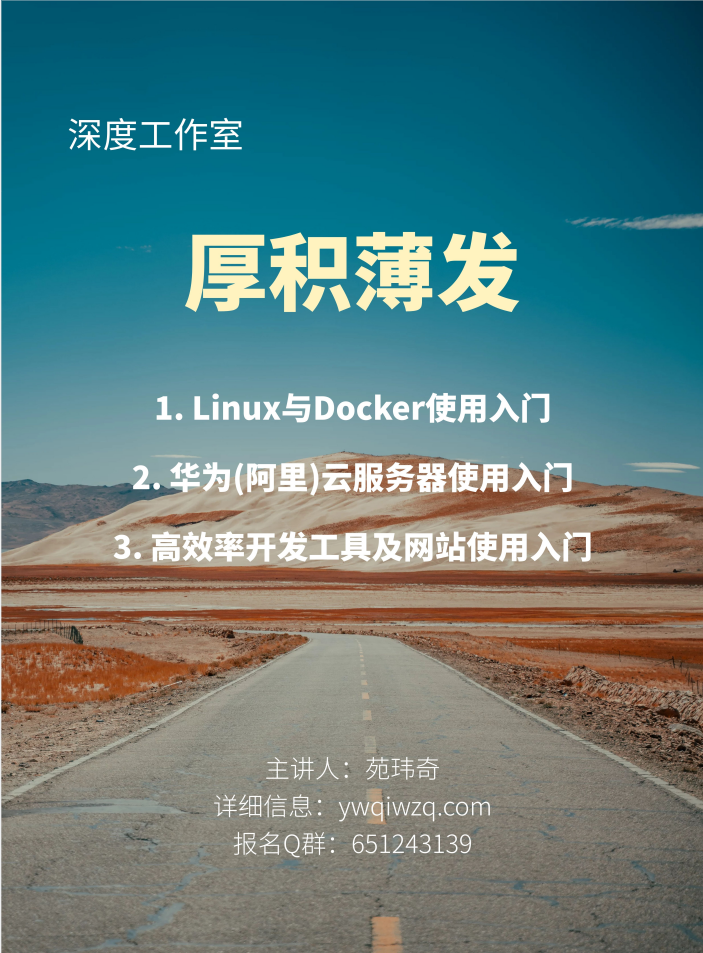 深度工作室
厚积薄发
1. Linux与Docker使用入门
2. 华为(阿里)云服务器使用入门
3. 高效率开发工具及网站使用入门
主讲人：苑玮奇
详细信息：ywqiwzq.com
报名Q群：651243139